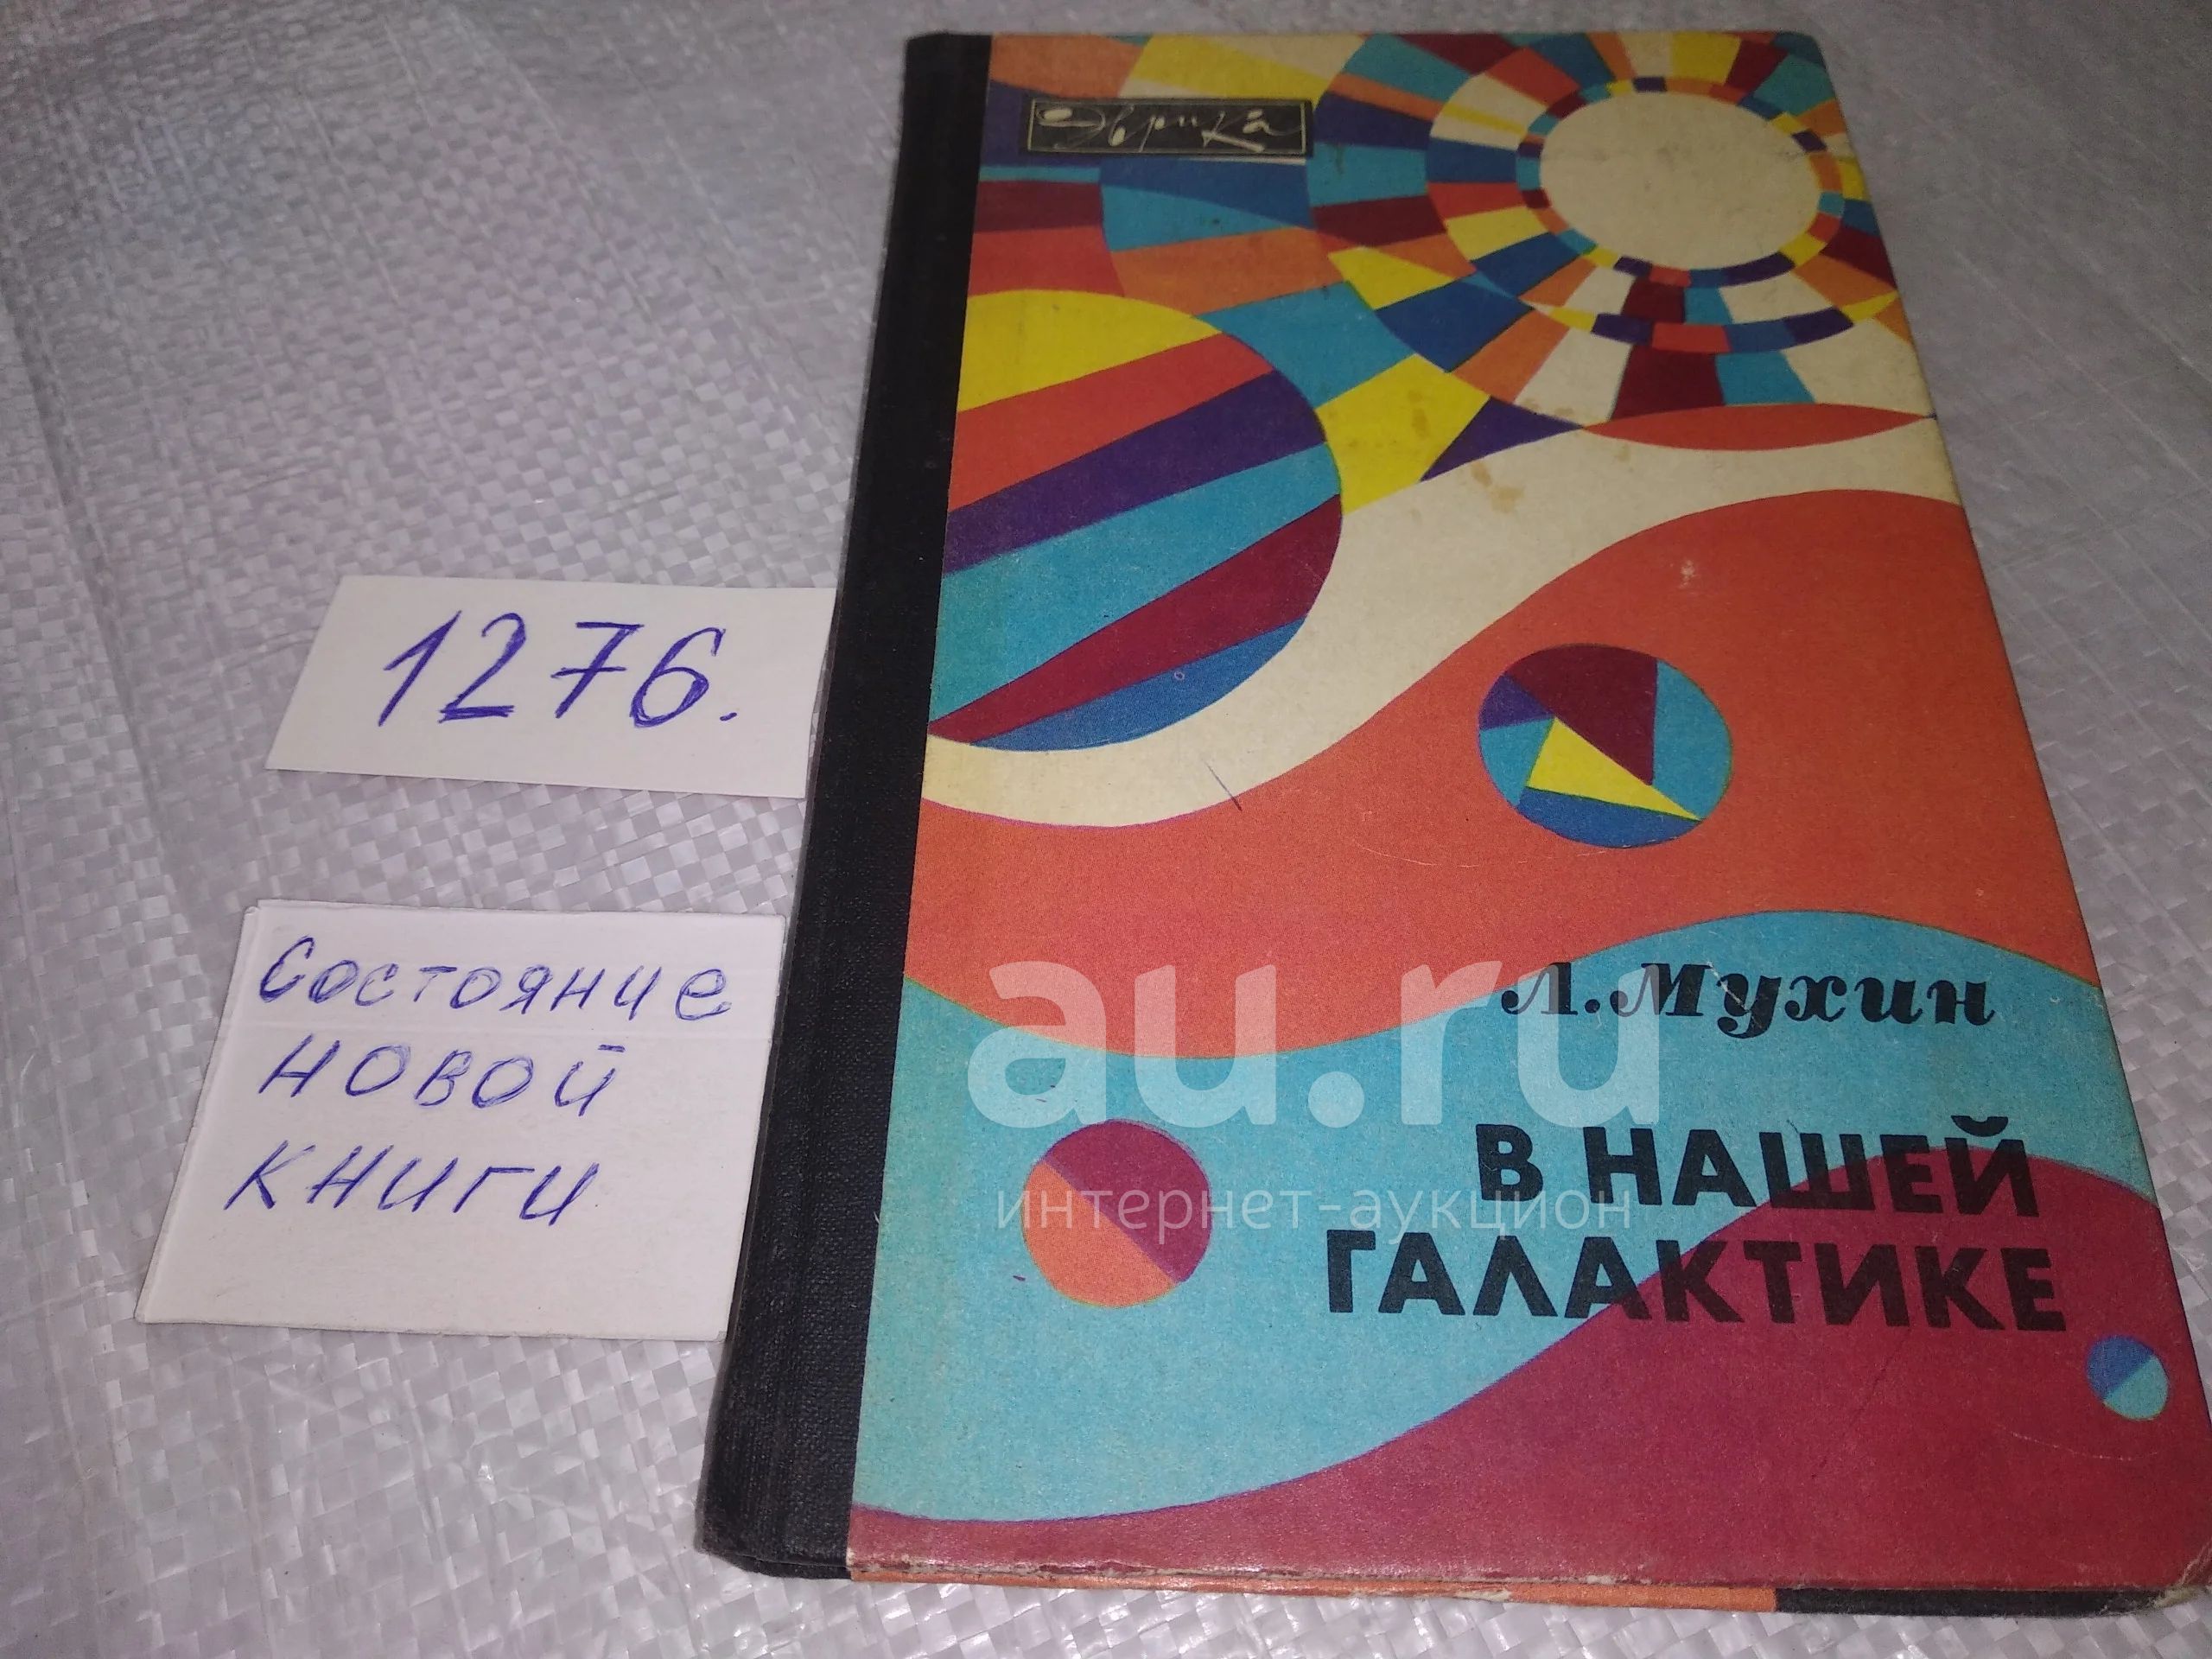 Эврика
1276.
Состояние
новой
книги
Л. Мухин
В НАШЕЙ
ГАЛАКТИКЕ
au.ru
интернет-аукцион